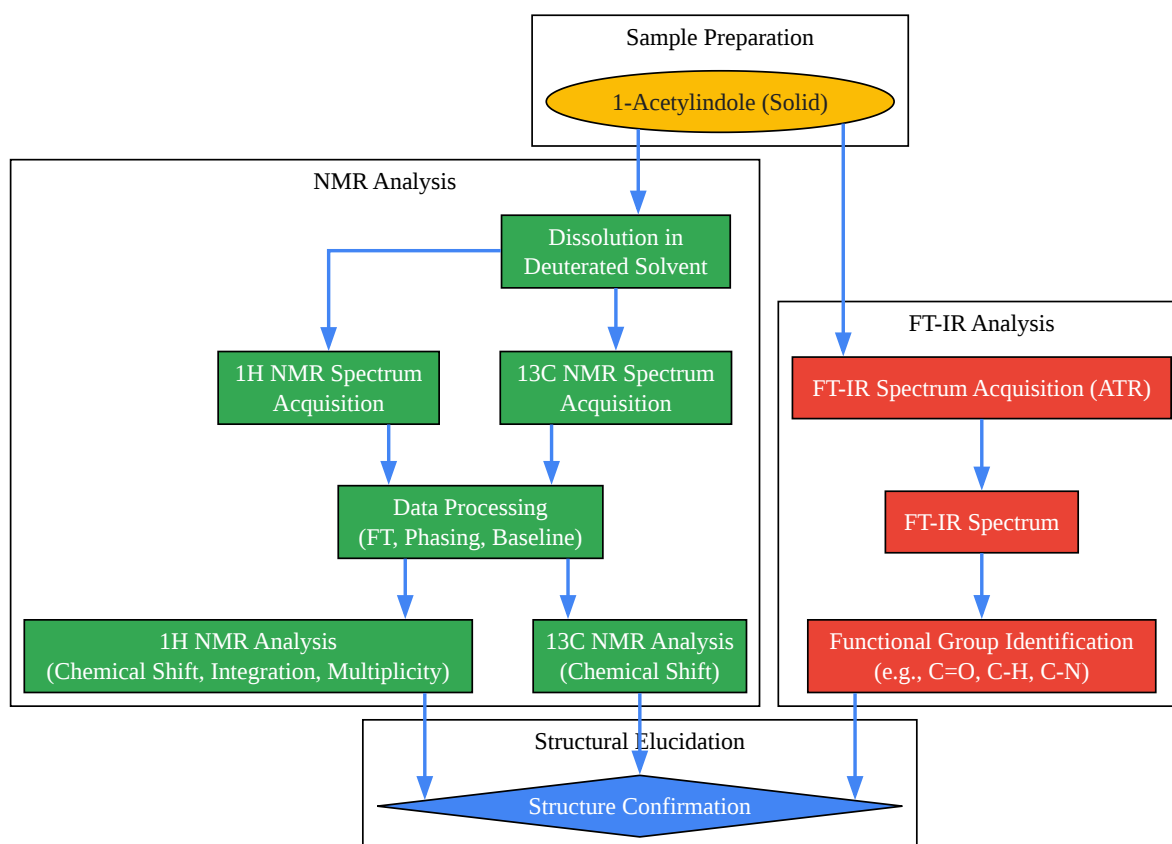 Sample Preparation
1-Acetylindole (Solid)
NMR Analysis
Dissolution in
Deuterated Solvent
1H NMR Spectrum
Acquisition
13C NMR Spectrum
Acquisition
Data Processing
(FT, Phasing, Baseline)
1H NMR Analysis
(Chemical Shift, Integration, Multiplicity)
13C NMR Analysis
(Chemical Shift)
FT-IR Analysis
FT-IR Spectrum Acquisition (ATR)
FT-IR Spectrum
Functional Group Identification
(e.g., C=O, C-H, C-N)
Structural Elucidation
Structure Confirmation